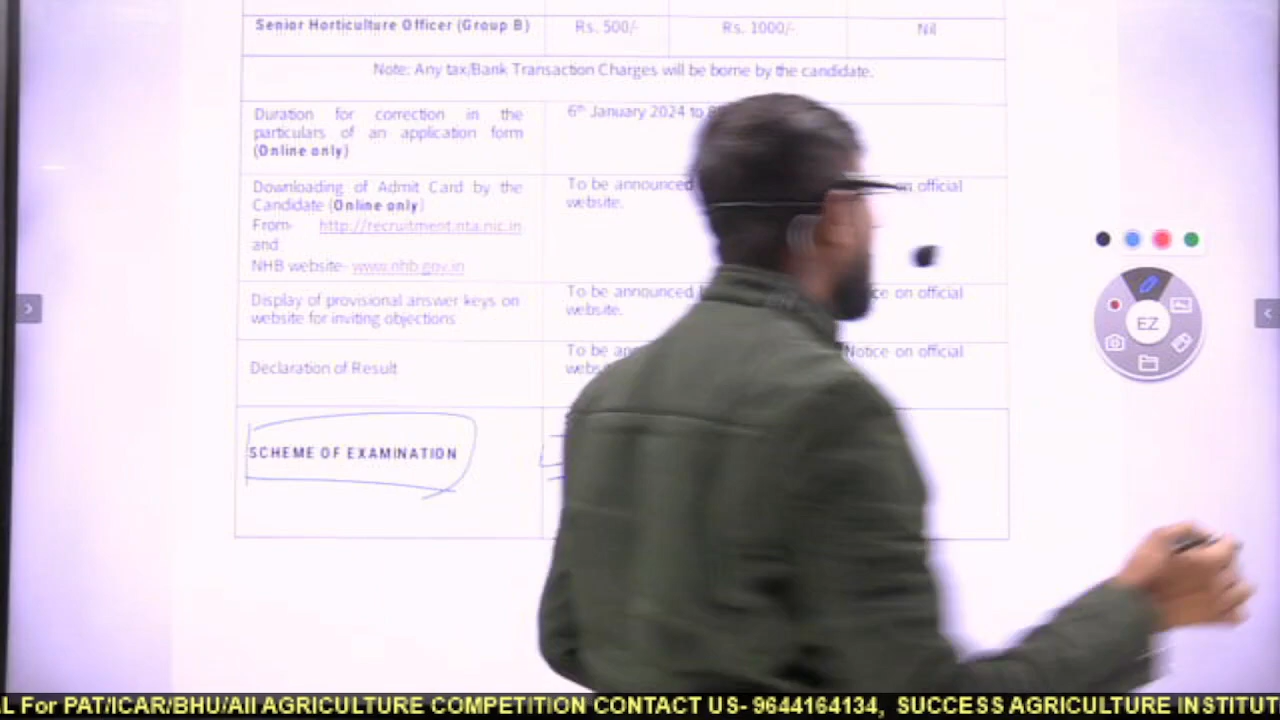 Senior Horticulture Officer (Group B) Rs. 500/- Rs. 1000/- Nil
Note: Any tax/Bank Transaction Charges will be borne by the candidate.
Duration for correction in the
particulars of an application form
(Online only)
6th January 2024 to
Downloading of Admit Card by the
Candidate (Online only)
From- http://recruitment.nta.nic.in
and
NHB website- www.nhb.gov.in
To be announced on official
website.
Display of provisional answer keys on
website for inviting objections
To be announced on official
website.
Declaration of Result
To be Notice on official
SCHEME OF EXAMINATION
EZ
L For PAT/ICAR/BHU/All AGRICULTURE COMPETITION CONTACT US- 9644164134, SUCCESS AGRICULTURE INSTITUT